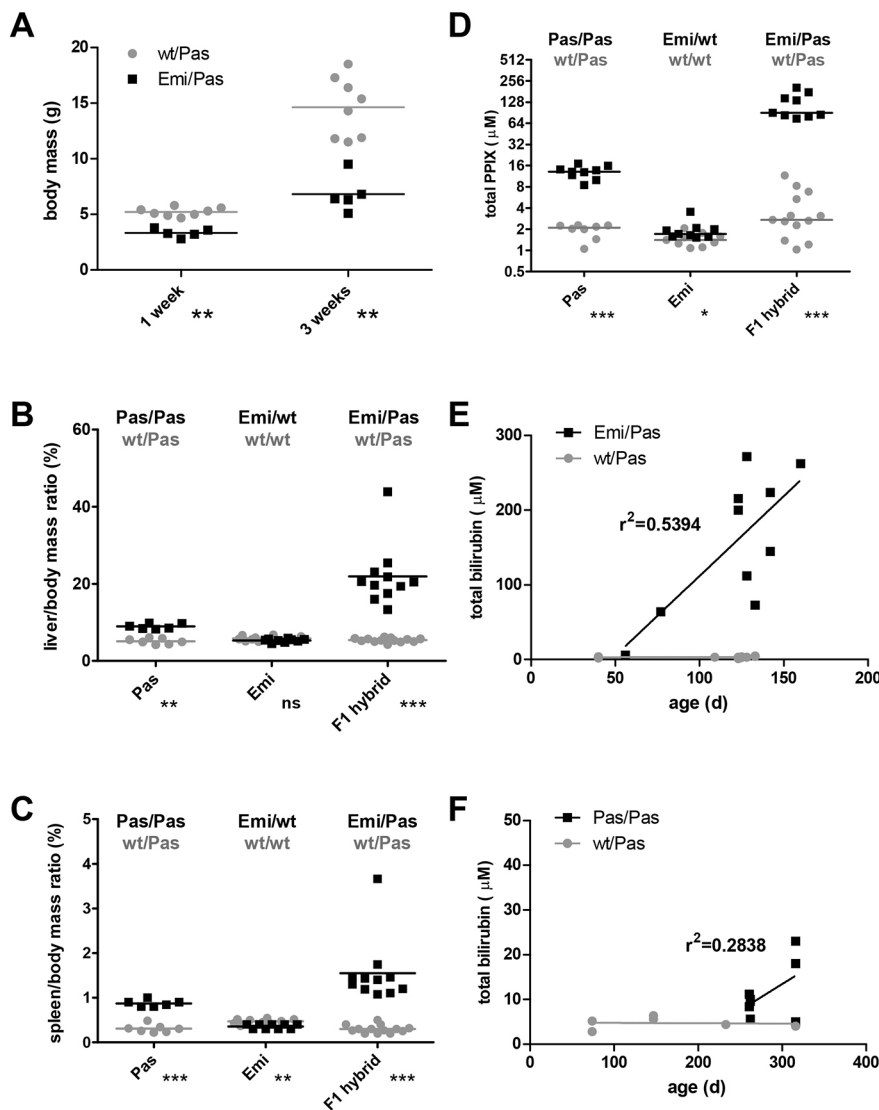 A
wt/Pas
Emi/Pas
body mass (g)
20
15
10
5
0
1 week
**
3 weeks
**
B
Pas/Pas Emi/wt Emi/Pas
wt/Pas wt/wt wt/Pas
liver/body mass ratio (%)
60
40
20
0
Pas
**
Emi
ns
F1 hybrid
***
C
Pas/Pas Emi/wt Emi/Pas
wt/Pas wt/wt wt/Pas
spleen/body mass ratio (%)
5
4
3
2
1
0
Pas
***
Emi
**
F1 hybrid
***
D
Pas/Pas Emi/wt Emi/Pas
wt/Pas wt/wt wt/Pas
total PPIX ( μM)
512
256
128
64
16
8
4
2
1
0.5
Pas
***
Emi
*
F1 hybrid
***
E
Emi/Pas
wt/Pas
total bilirubin ( μM)
300
200
100
0
r²=0.5394
0 50 100 150 200
age (d)
F
Pas/Pas
wt/Pas
total bilirubin ( μM)
50
40
30
20
10
0
r²=0.2838
0 100 200 300 400
age (d)